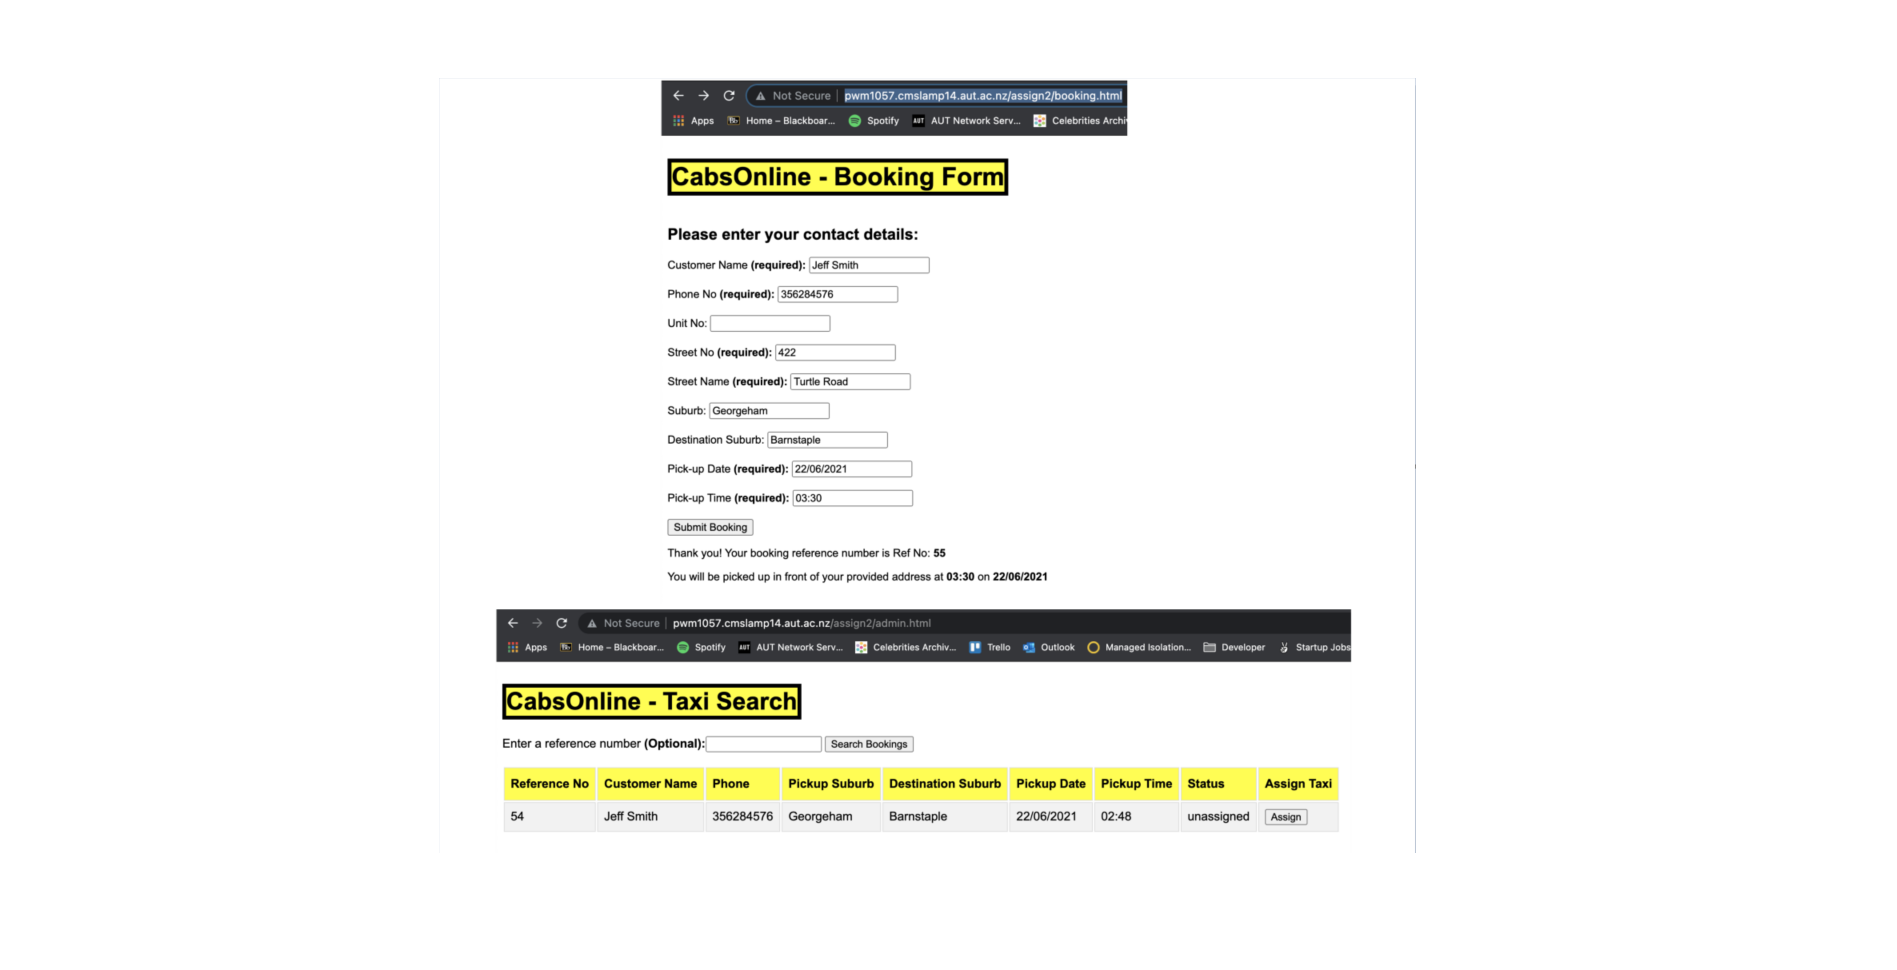 Not Secure | pwm1057.cmslamp14.aut.ac.nz/assign2/booking.html
Apps Home – Blackboar... Spotify AUT AUT Network Serv... Celebrities Archiv
CabsOnline - Booking Form
Please enter your contact details:
Customer Name (required): Jeff Smith
Phone No (required): 356284576
Unit No:
Street No (required): 422
Street Name (required): Turtle Road
Suburb: Georgeham
Destination Suburb: Barnstaple
Pick-up Date (required): 22/06/2021
Pick-up Time (required): 03:30
Submit Booking
Thank you! Your booking reference number is Ref No: 55
You will be picked up in front of your provided address at 03:30 on 22/06/2021
Not Secure | pwm1057.cmslamp14.aut.ac.nz/assign2/admin.html
Apps Home – Blackboar... Spotify AUT AUT Network Serv... Celebrities Archiv... Trello Outlook Managed Isolation... Developer Startup Jobs
CabsOnline - Taxi Search
Enter a reference number (Optional): Search Bookings
Reference No Customer Name Phone Pickup Suburb Destination Suburb Pickup Date Pickup Time Status Assign Taxi
54 Jeff Smith 356284576 Georgeham Barnstaple 22/06/2021 02:48 unassigned Assign